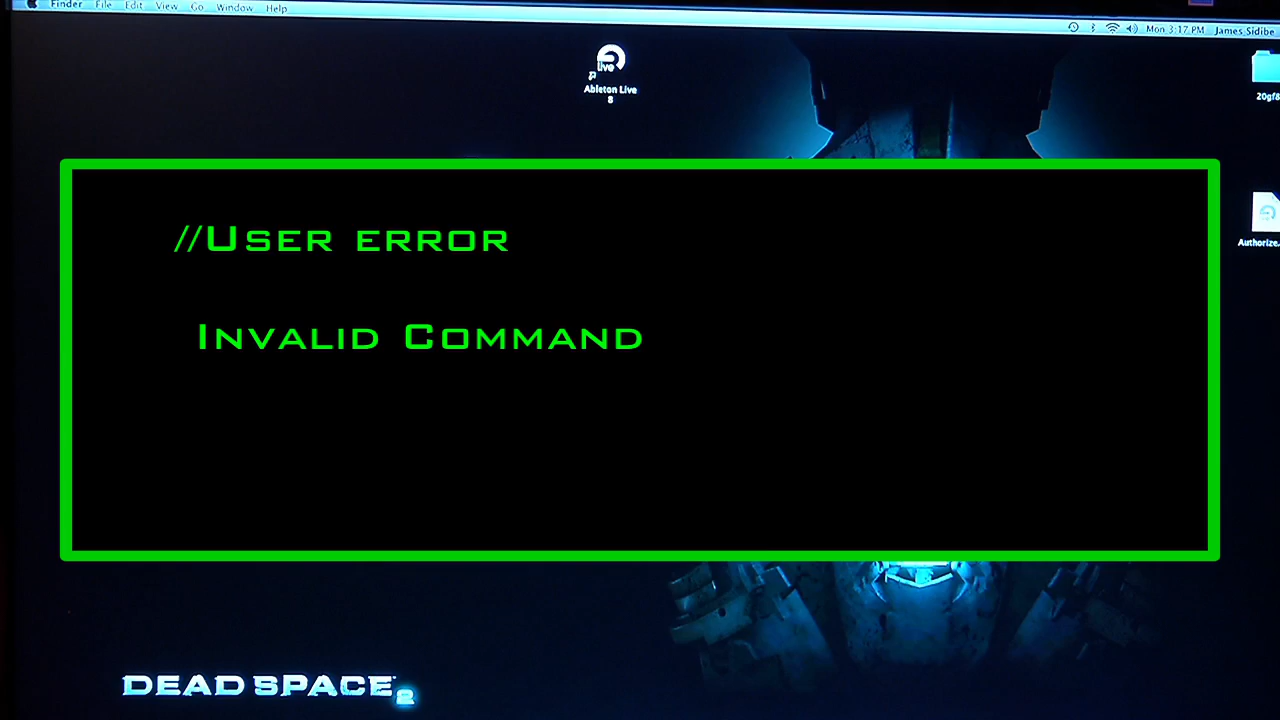 Finder File Edit View Go Window Help
Mon 3:17 PM James Sidibe
live
Ableton Live
8
20gf8
Authorize.
//User error
Invalid Command
DEAD SPACE 2